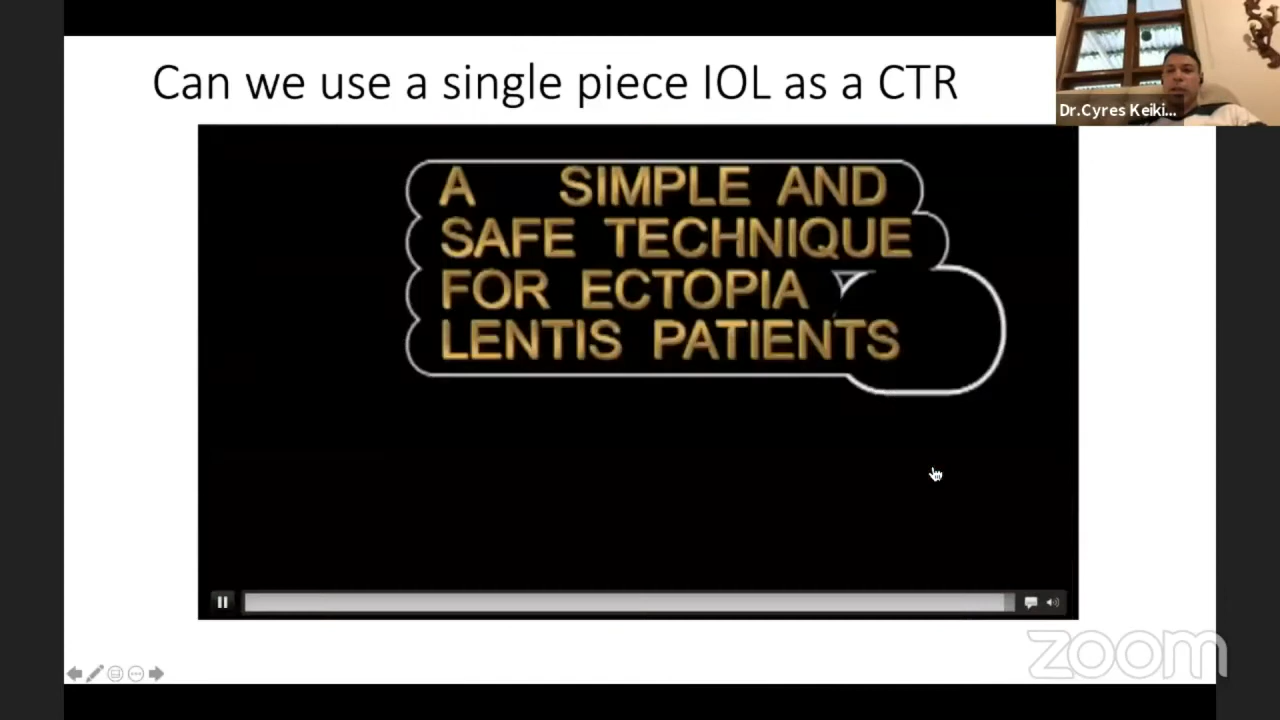 Can we use a single piece IOL as a CTR
Dr.Cyres Keiki...
A SIMPLE AND
SAFE TECHNIQUE
FOR ECTOPIA
LENTIS PATIENTS
zoom